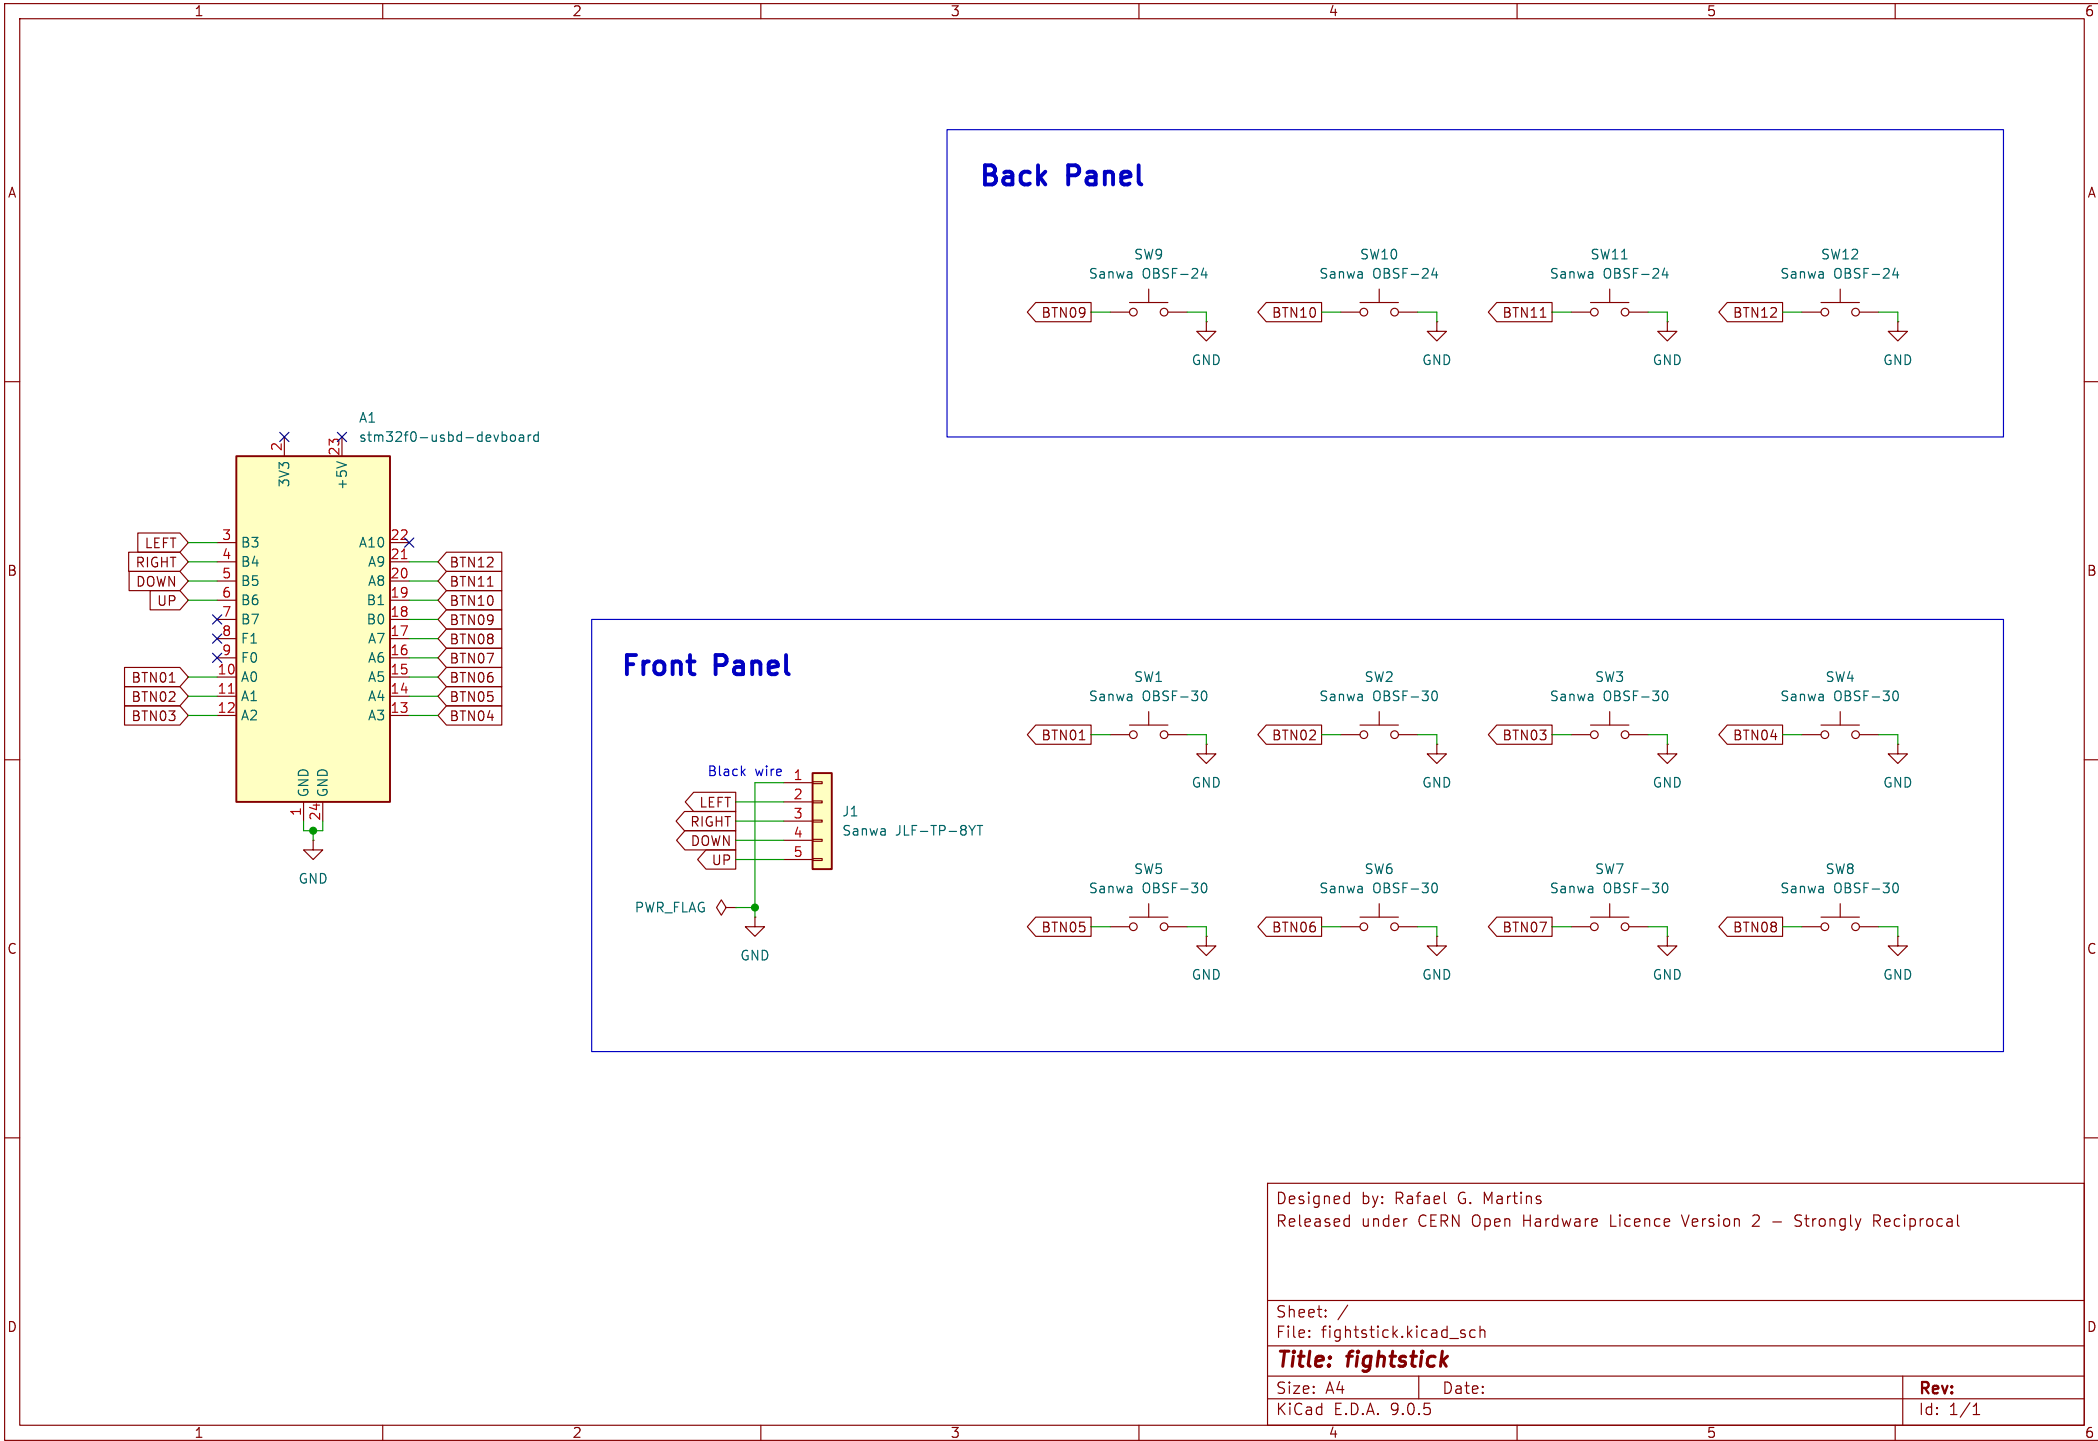 1 2 3 4 5 6
A A
Back Panel
SW9 SW10 SW11 SW12
Sanwa OBSF-24 Sanwa OBSF-24 Sanwa OBSF-24 Sanwa OBSF-24
BTN09 BTN10 BTN11 BTN12
GND GND GND GND
A1
stm32f0-usbd-devboard
2 23
3V3 +5V
LEFT 3 B3 A10 22
RIGHT 4 B4 A9 21 BTN12
DOWN 5 B5 A8 20 BTN11
UP 6 B6 B1 19 BTN10
7 B7 B0 18 BTN09
8 F1 A7 17 BTN08
9 F0 A6 16 BTN07
BTN01 10 A0 A5 15 BTN06
BTN02 11 A1 A4 14 BTN05
BTN03 12 A2 A3 13 BTN04
GND GND
1 24
GND
B B
Front Panel
SW1 SW2 SW3 SW4
Sanwa OBSF-30 Sanwa OBSF-30 Sanwa OBSF-30 Sanwa OBSF-30
BTN01 BTN02 BTN03 BTN04
GND GND GND GND
Black wire 1
LEFT 2
RIGHT 3
DOWN 4
UP 5
J1
Sanwa JLF-TP-8YT
PWR_FLAG
GND
SW5 SW6 SW7 SW8
Sanwa OBSF-30 Sanwa OBSF-30 Sanwa OBSF-30 Sanwa OBSF-30
BTN05 BTN06 BTN07 BTN08
GND GND GND GND
C C
Designed by: Rafael G. Martins
Released under CERN Open Hardware Licence Version 2 - Strongly Reciprocal
Sheet: /
File: fightstick.kicad_sch
Title: fightstick
Size: A4 Date: Rev:
KiCad E.D.A. 9.0.5 Id: 1/1
D D
1 2 3 4 5 6